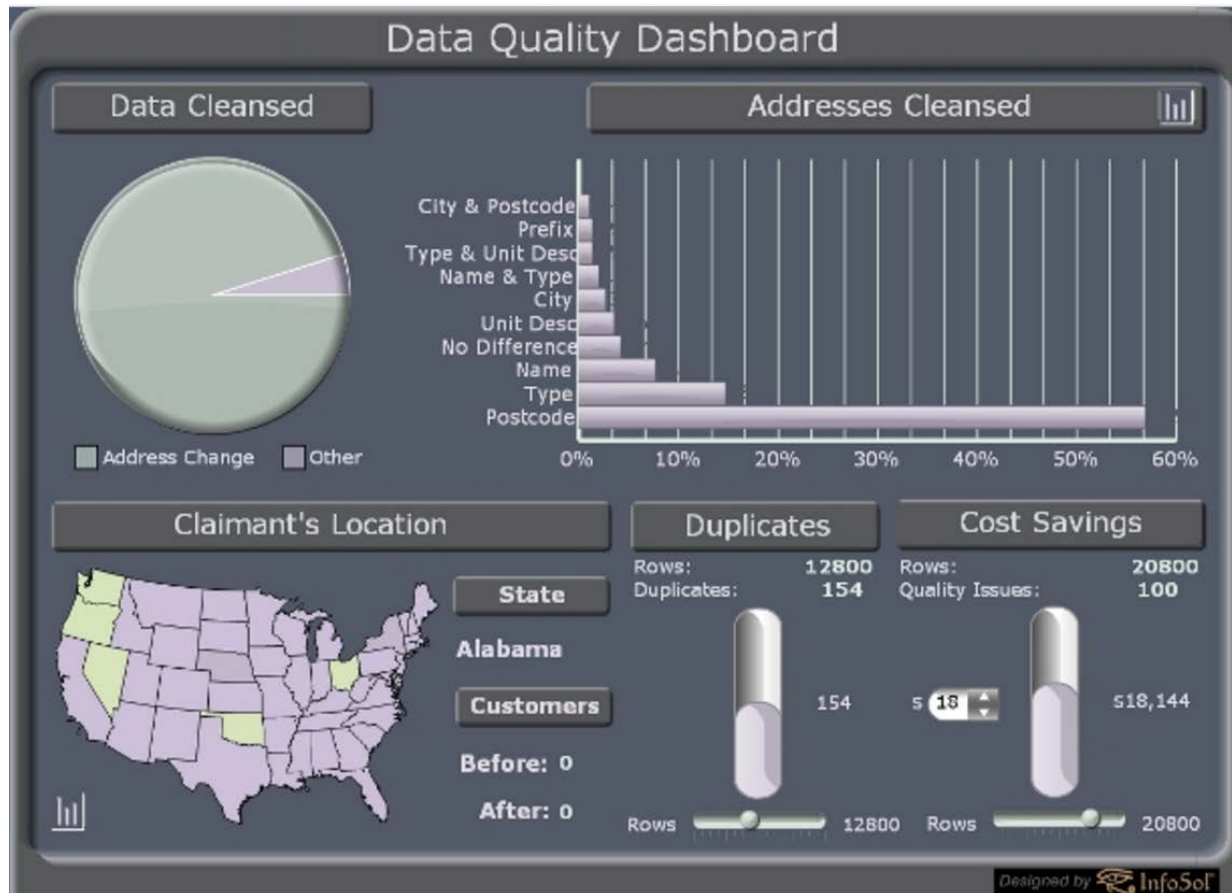 Data Quality Dashboard
Data Cleansed
Addresses Cleansed
City & Postcode
Prefix
Type & Unit Desc
Name & Type
City
Unit Desc
No Difference
Name
Type
Postcode
0% 10% 20% 30% 40% 50% 60%
Address Change Other
Claimant's Location
State
Alabama
Customers
Before: 0
After: 0
Duplicates
Rows: 12800
Duplicates: 154
154
Rows 12800
Cost Savings
Rows: 20800
Quality Issues: 100
s 18
s18,144
Rows 20800
Designed by InfoSol